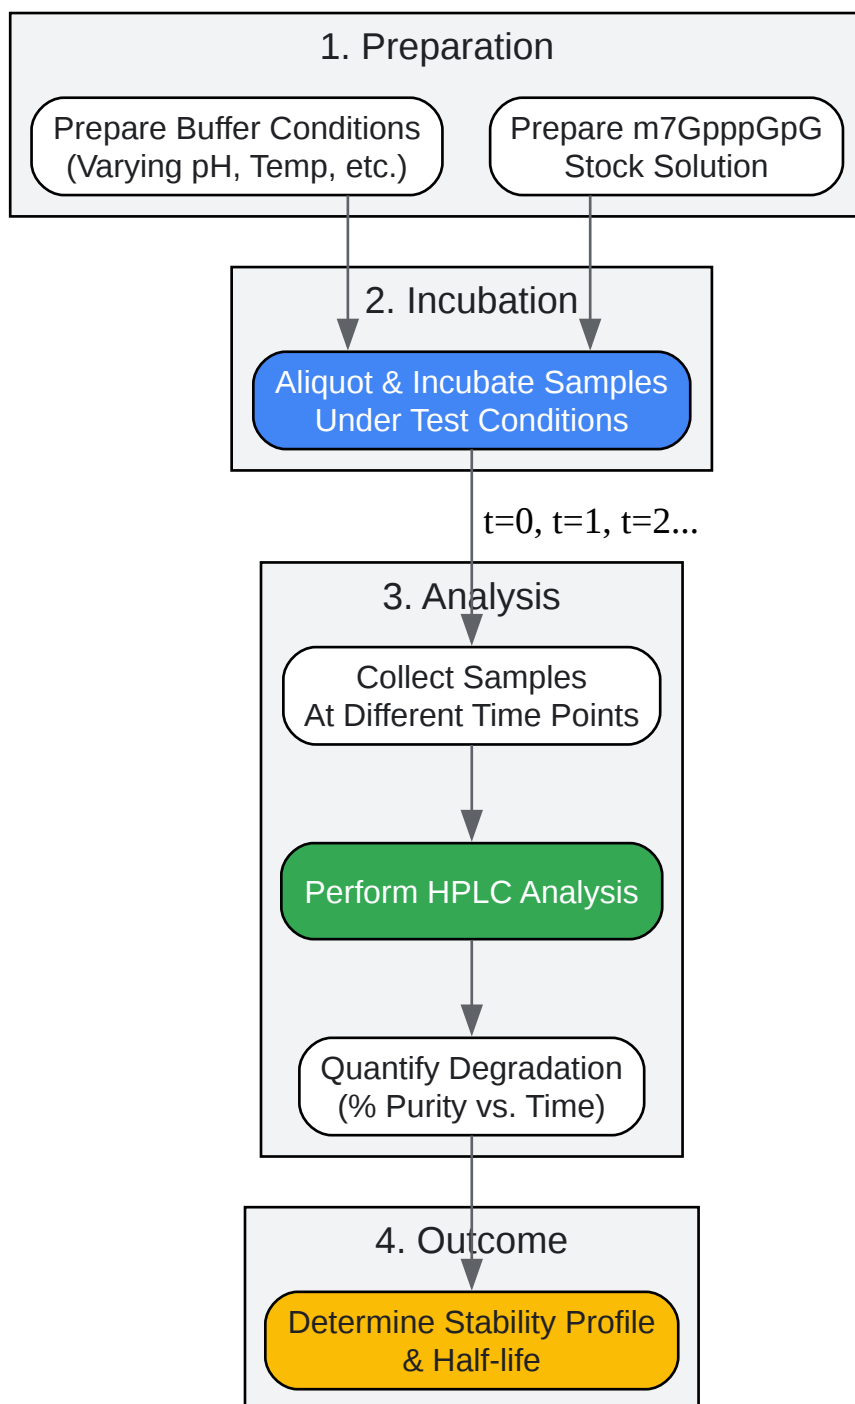 1. Preparation
Prepare Buffer Conditions
(Varying pH, Temp, etc.)
Prepare m7GpppGpG
Stock Solution
2. Incubation
Aliquot & Incubate Samples
Under Test Conditions
t=0, t=1, t=2...
3. Analysis
Collect Samples
At Different Time Points
Perform HPLC Analysis
Quantify Degradation
(% Purity vs. Time)
4. Outcome
Determine Stability Profile
& Half-life